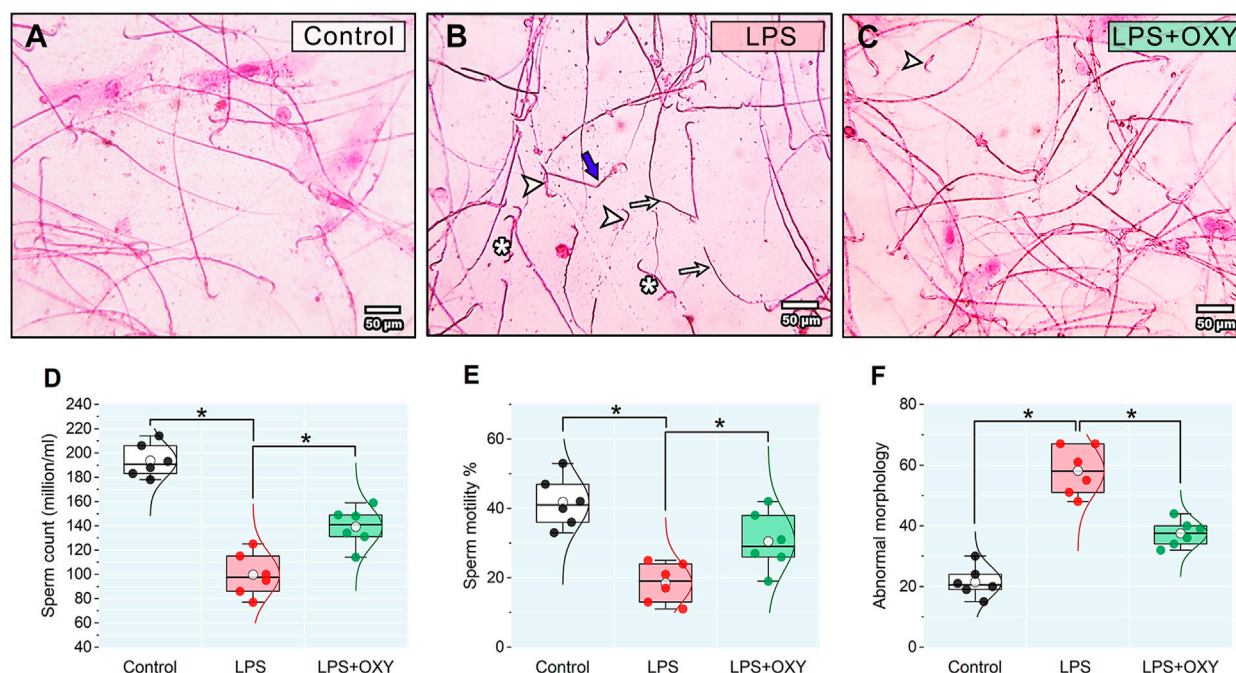 A
Control
50 µm
B
LPS
*
*
50 µm
C
LPS+OXY
50 µm
D
Sperm count (million/ml)
240
220
200
180
160
140
120
100
80
60
40
*
*
Control
LPS
LPS+OXY
E
Sperm motility %
60
40
20
0
*
*
Control
LPS
LPS+OXY
F
Abnormal morphology
80
60
40
20
0
*
*
Control
LPS
LPS+OXY